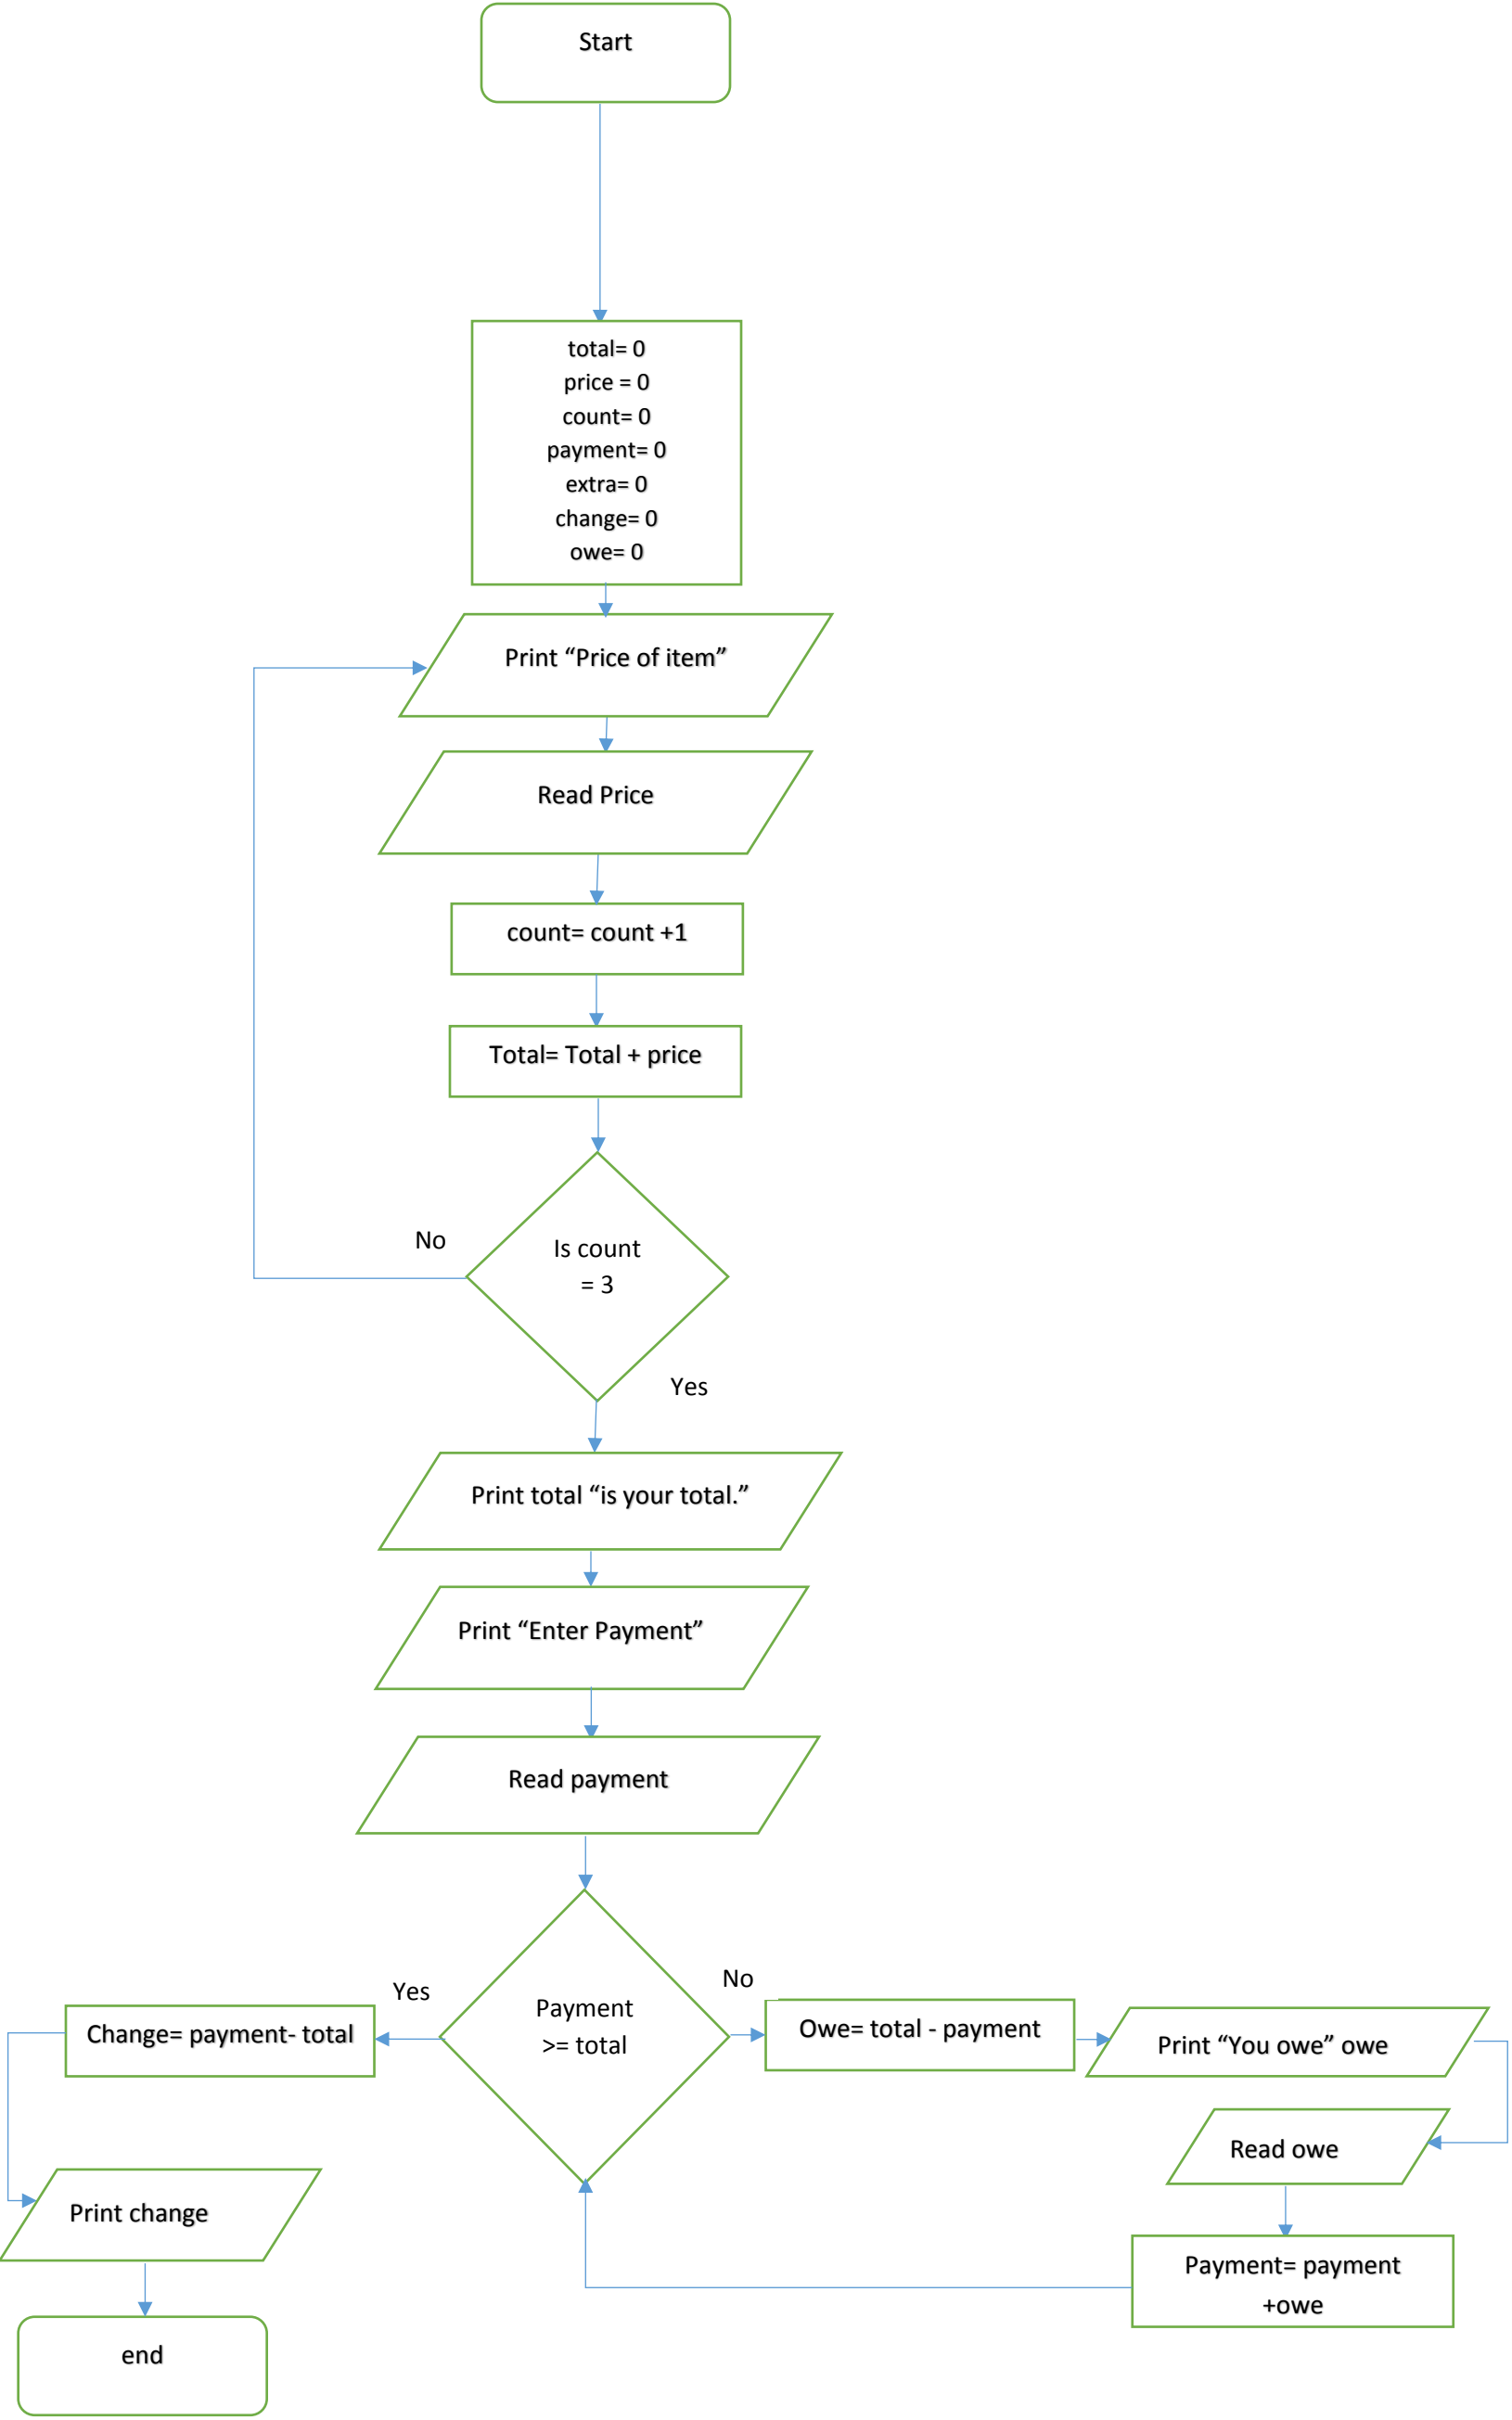 Start
total= 0
price = 0
count= 0
payment= 0
extra= 0
change= 0
owe= 0
Print “Price of item”
Read Price
count= count +1
Total= Total + price
No
Is count
= 3
Yes
Print total “is your total.”
Print “Enter Payment”
Read payment
Yes
Payment
>= total
No
Change= payment- total
Owe= total - payment
Print “You owe” owe
Read owe
Print change
Payment= payment
+owe
end